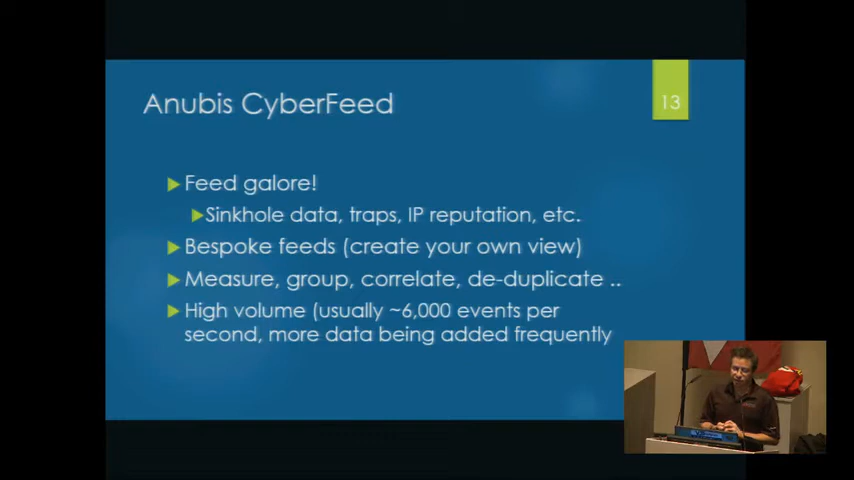 Anubis CyberFeed
13
Feed galore!
Sinkhole data, traps, IP reputation, etc.
Bespoke feeds (create your own view)
Measure, group, correlate, de-duplicate ..
High volume (usually ~6,000 events per
second, more data being added frequently